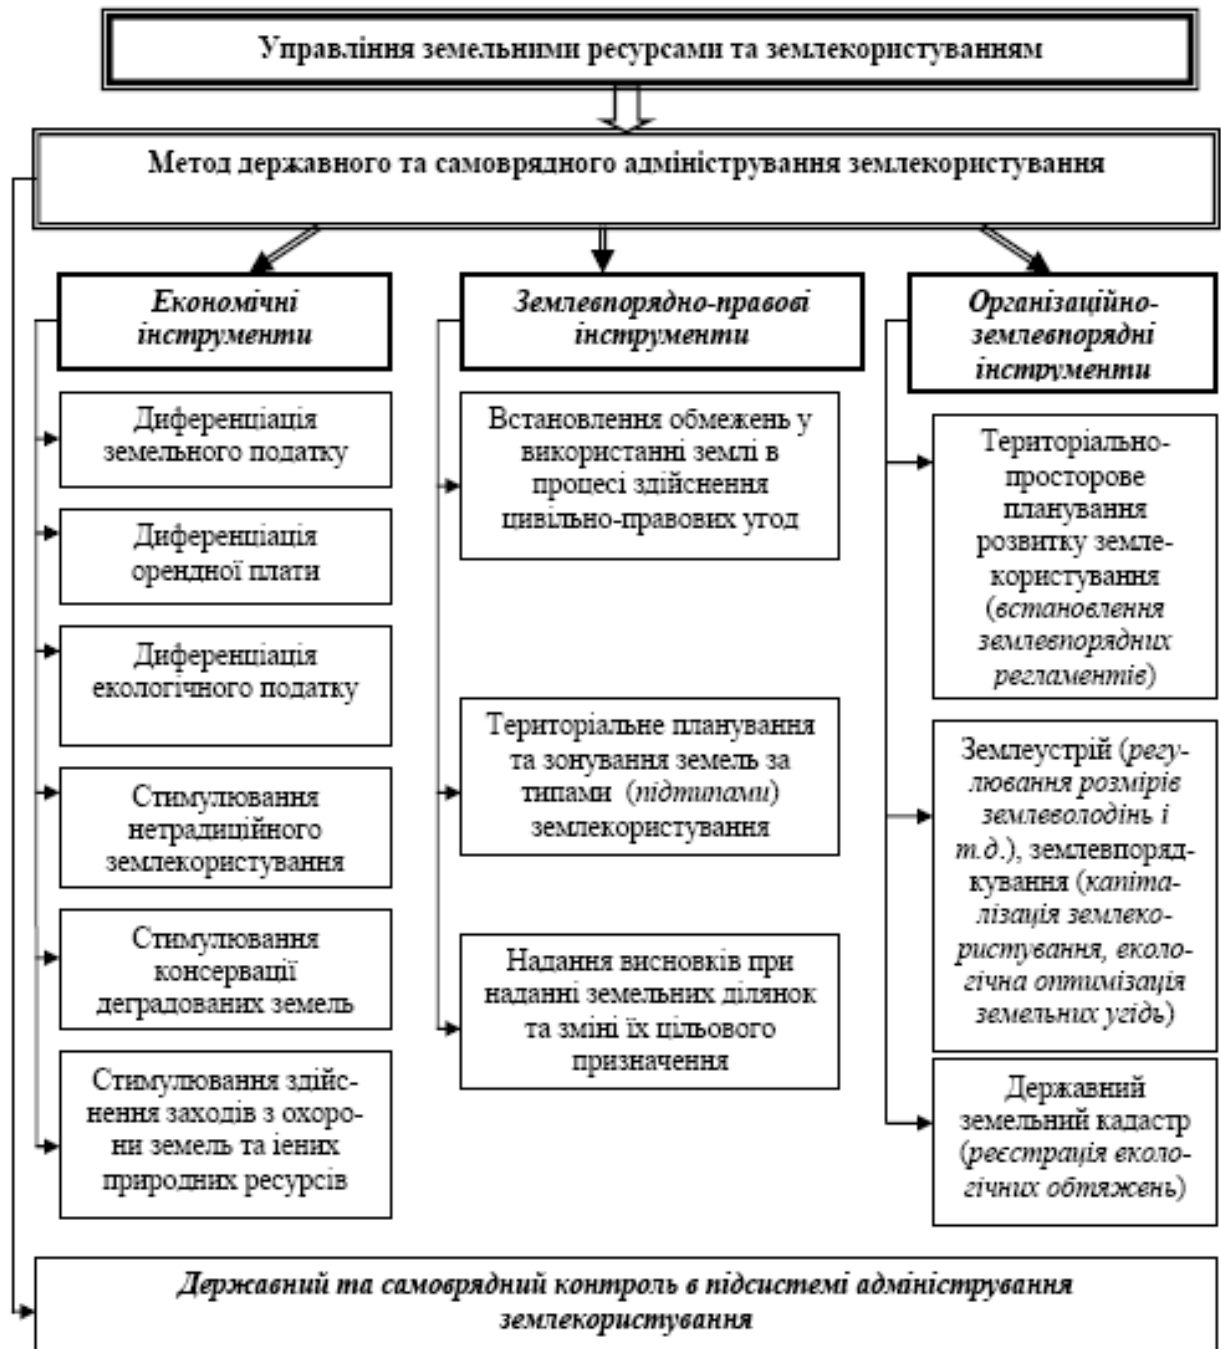 Управління земельними ресурсами та землекористуванням
Метод державного та самоврядного адміністрування землекористування
Економічні
інструменти
Диференціація
земельного податку
Диференціація
орендної плати
Диференціація
екологічного податку
Стимулювання
нетрадиційного
землекористування
Стимулювання
консервації
деградованих земель
Стимулювання здійс-
нення заходів з охоро-
ни земель та іених
природних ресурсів
Землевпорядно-правові
інструменти
Встановлення обмежень у
використанні землі в
процесі здійснення
цивільно-правових угод
Територіальне планування
та зонування земель за
типами (підтипами)
землекористування
Надання висновків при
наданні земельних ділянок
та зміні їх цільового
призначення
Організаційно-
землевпорядні
інструменти
Територіально-
просторове
планування
розвитку земле-
користування
(встановлення
землевпорядних
регламентів)
Землеустрій (регу-
лювання розмірів
землеволодінь і
т.д.), землевпоряд-
кування (капіта-
лізація землеко-
ристування, еколо-
гічна оптимізація
земельних угідь)
Державний
земельний кадастр
(реєстрація еколо-
гічних обтяжень)
Державний та самоврядний контроль в підсистемі адміністрування
землекористування